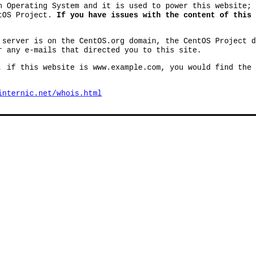 Operating System and it is used to power this website;
tOS Project. If you have issues with the content of this
server is on the CentOS.org domain, the CentOS Project d
r any e-mails that directed you to this site.
if this website is www.example.com, you would find the
internic.net/whois.html